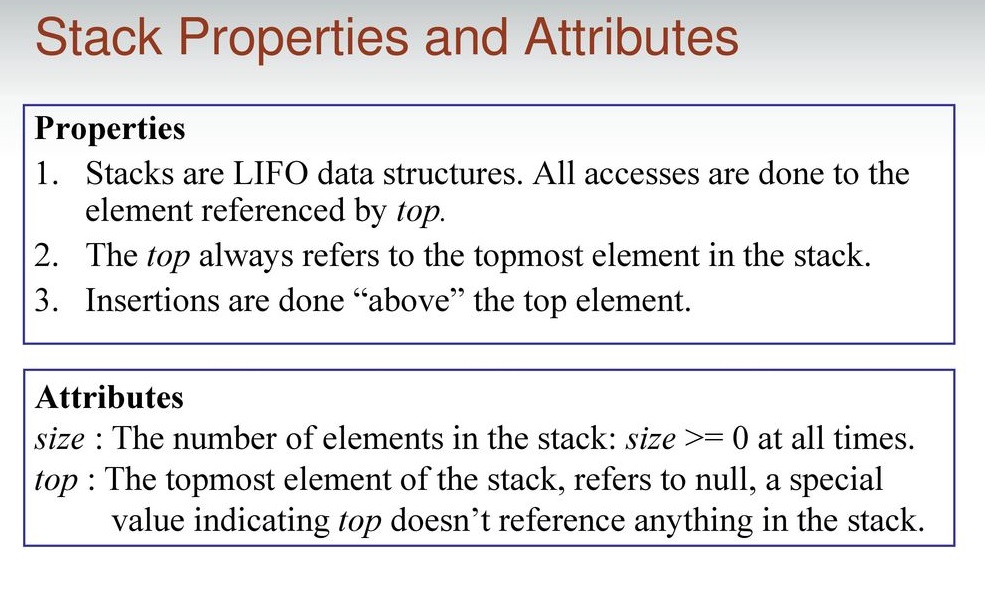 Stack Properties and Attributes
Properties
1. Stacks are LIFO data structures. All accesses are done to the
element referenced by top.
2. The top always refers to the topmost element in the stack.
3. Insertions are done “above” the top element.
Attributes
size : The number of elements in the stack: size >= 0 at all times.
top : The topmost element of the stack, refers to null, a special
value indicating top doesn’t reference anything in the stack.